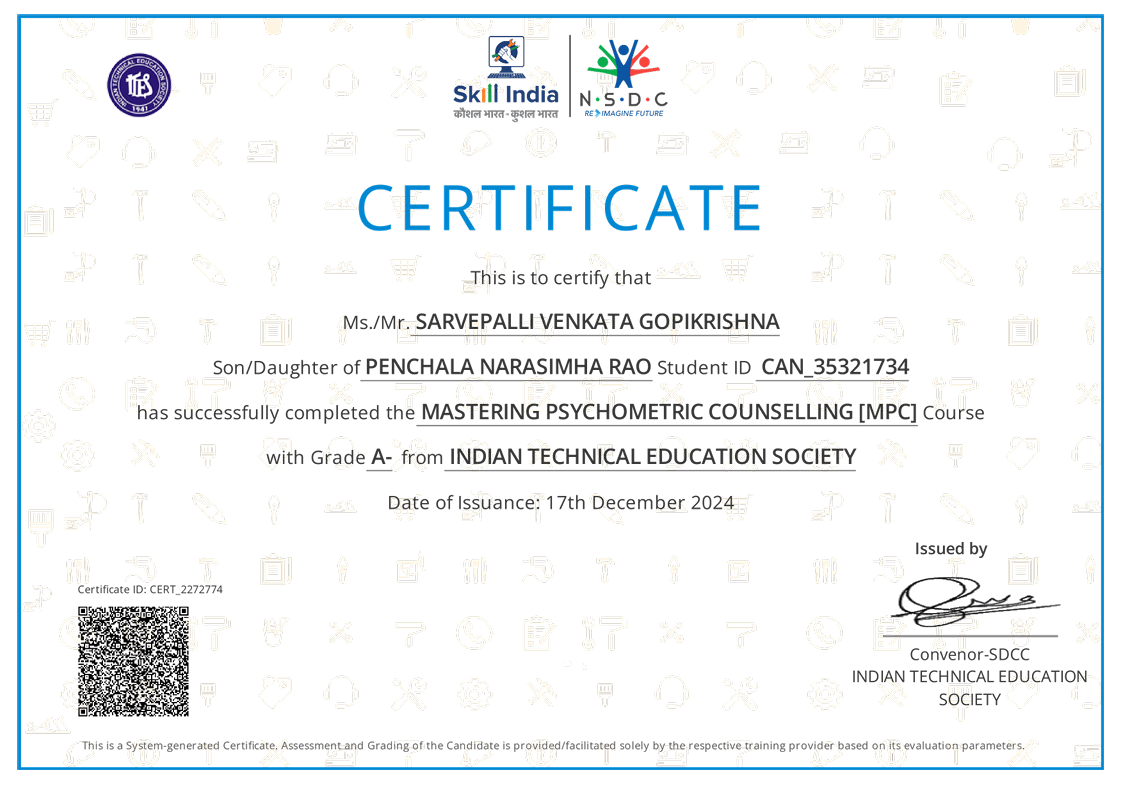 INDIAN TECHNICAL EDUCATION SOCIETY
ITES
1941
Skill India
कौशल भारत - कुशल भारत
N·S·D·C
RE IMAGINE FUTURE
CERTIFICATE
This is to certify that
Ms./Mr. SARVEPALLI VENKATA GOPIKRISHNA
Son/Daughter of PENCHALA NARASIMHA RAO Student ID CAN_35321734
has successfully completed the MASTERING PSYCHOMETRIC COUNSELLING [MPC] Course
with Grade A- from INDIAN TECHNICAL EDUCATION SOCIETY
Date of Issuance: 17th December 2024
Issued by
Certificate ID: CERT_2272774
Convenor-SDCC
INDIAN TECHNICAL EDUCATION
SOCIETY
This is a System-generated Certificate. Assessment and Grading of the Candidate is provided/facilitated solely by the respective training provider based on its evaluation parameters.